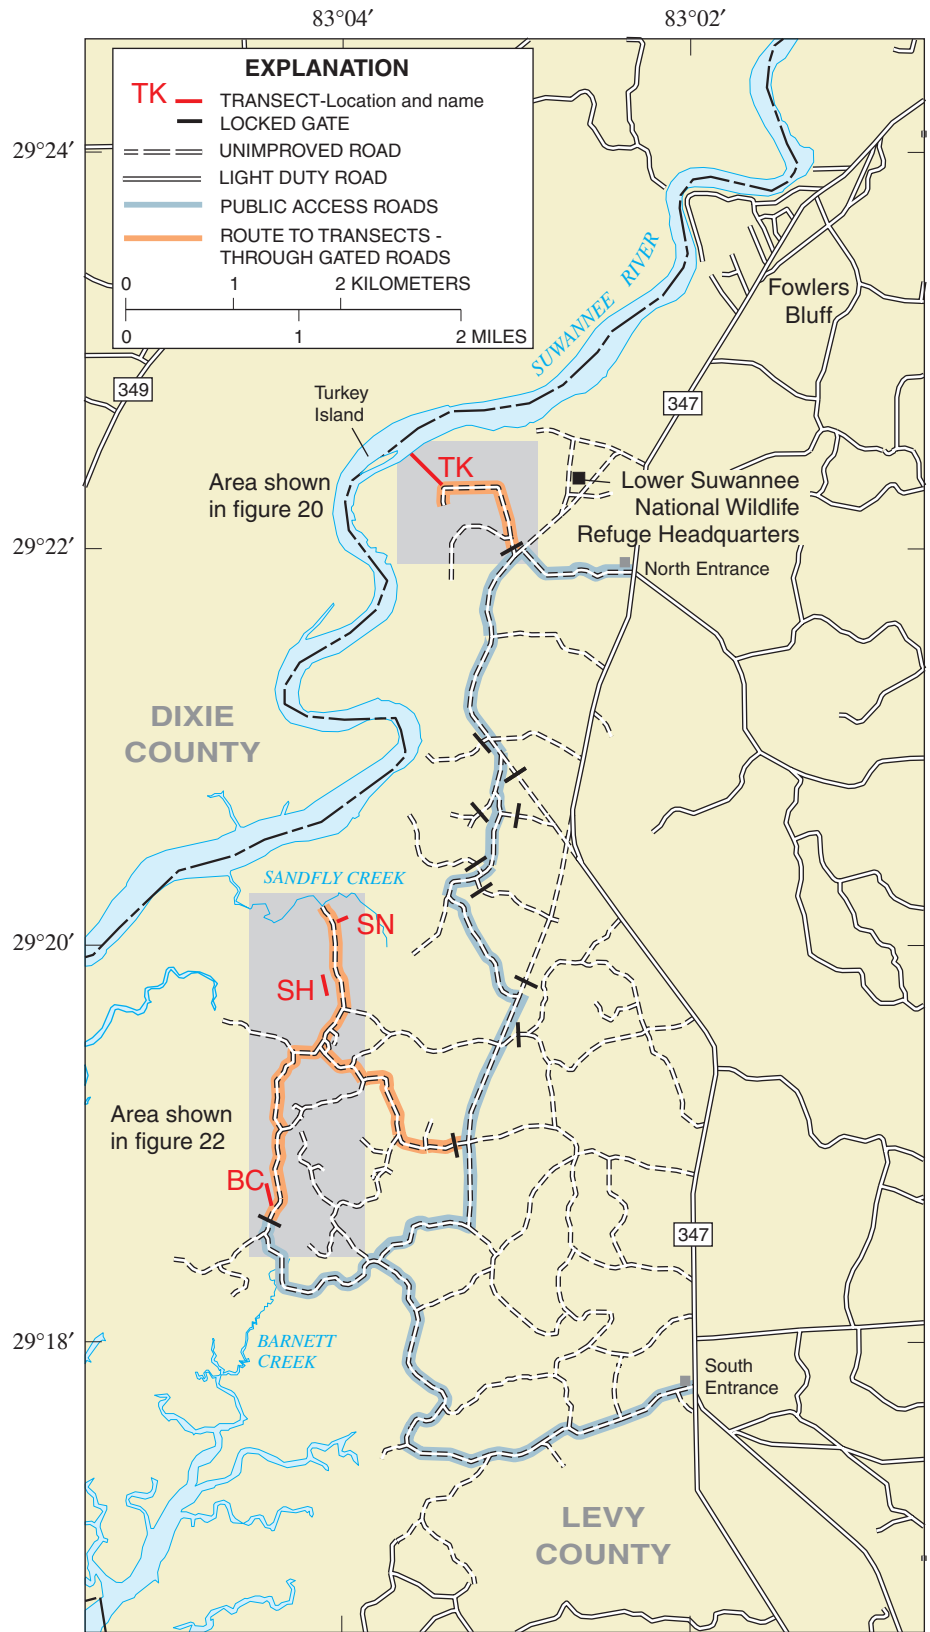 83°04′
83°02′
EXPLANATION
TK
TRANSECT-Location and name
LOCKED GATE
UNIMPROVED ROAD
LIGHT DUTY ROAD
PUBLIC ACCESS ROADS
ROUTE TO TRANSECTS -
THROUGH GATED ROADS
0
1
2 KILOMETERS
0
1
2 MILES
29°24′
SUWANNEE RIVER
Fowlers
Bluff
349
347
Turkey
Island
TK
Area shown
in figure 20
Lower Suwannee
National Wildlife
Refuge Headquarters
29°22′
North Entrance
DIXIE
COUNTY
SANDFLY CREEK
SN
29°20′
SH
Area shown
in figure 22
BC
347
29°18′
BARNETT
CREEK
South
Entrance
LEVY
COUNTY